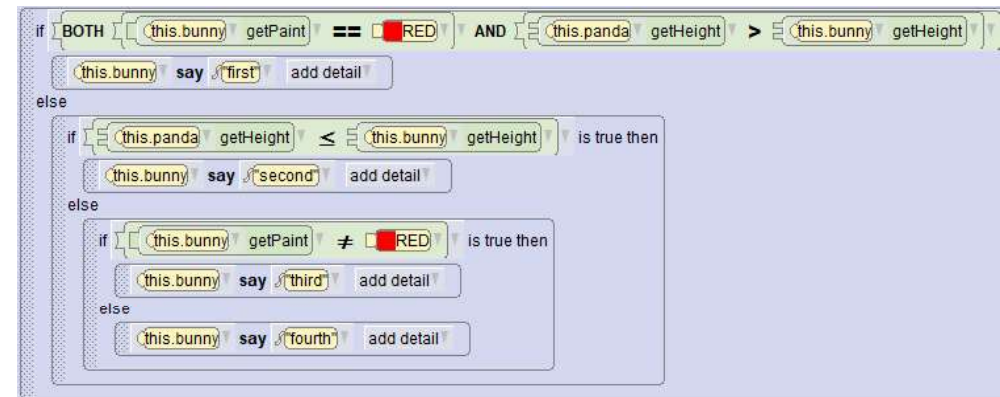 if BOTH this.bunny getPaint == RED AND this.panda getHeight > this.bunny getHeight
this.bunny say "first" add detail
else
if this.panda getHeight ≤ this.bunny getHeight is true then
this.bunny say "second" add detail
else
if this.bunny getPaint ≠ RED is true then
this.bunny say "third" add detail
else
this.bunny say "fourth" add detail